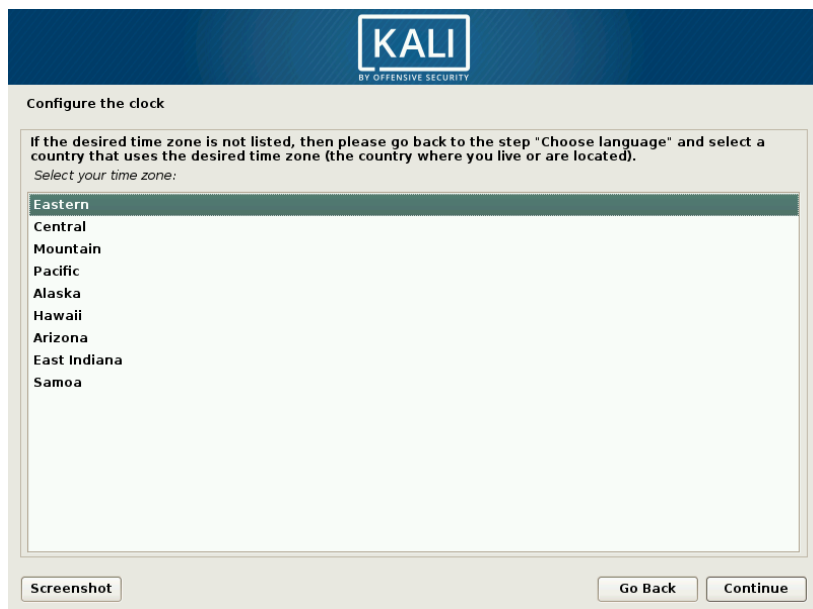 KALI
BY OFFENSIVE SECURITY
Configure the clock
If the desired time zone is not listed, then please go back to the step "Choose language" and select a
country that uses the desired time zone (the country where you live or are located).
Select your time zone:
Eastern
Central
Mountain
Pacific
Alaska
Hawaii
Arizona
East Indiana
Samoa
Screenshot
Go Back
Continue